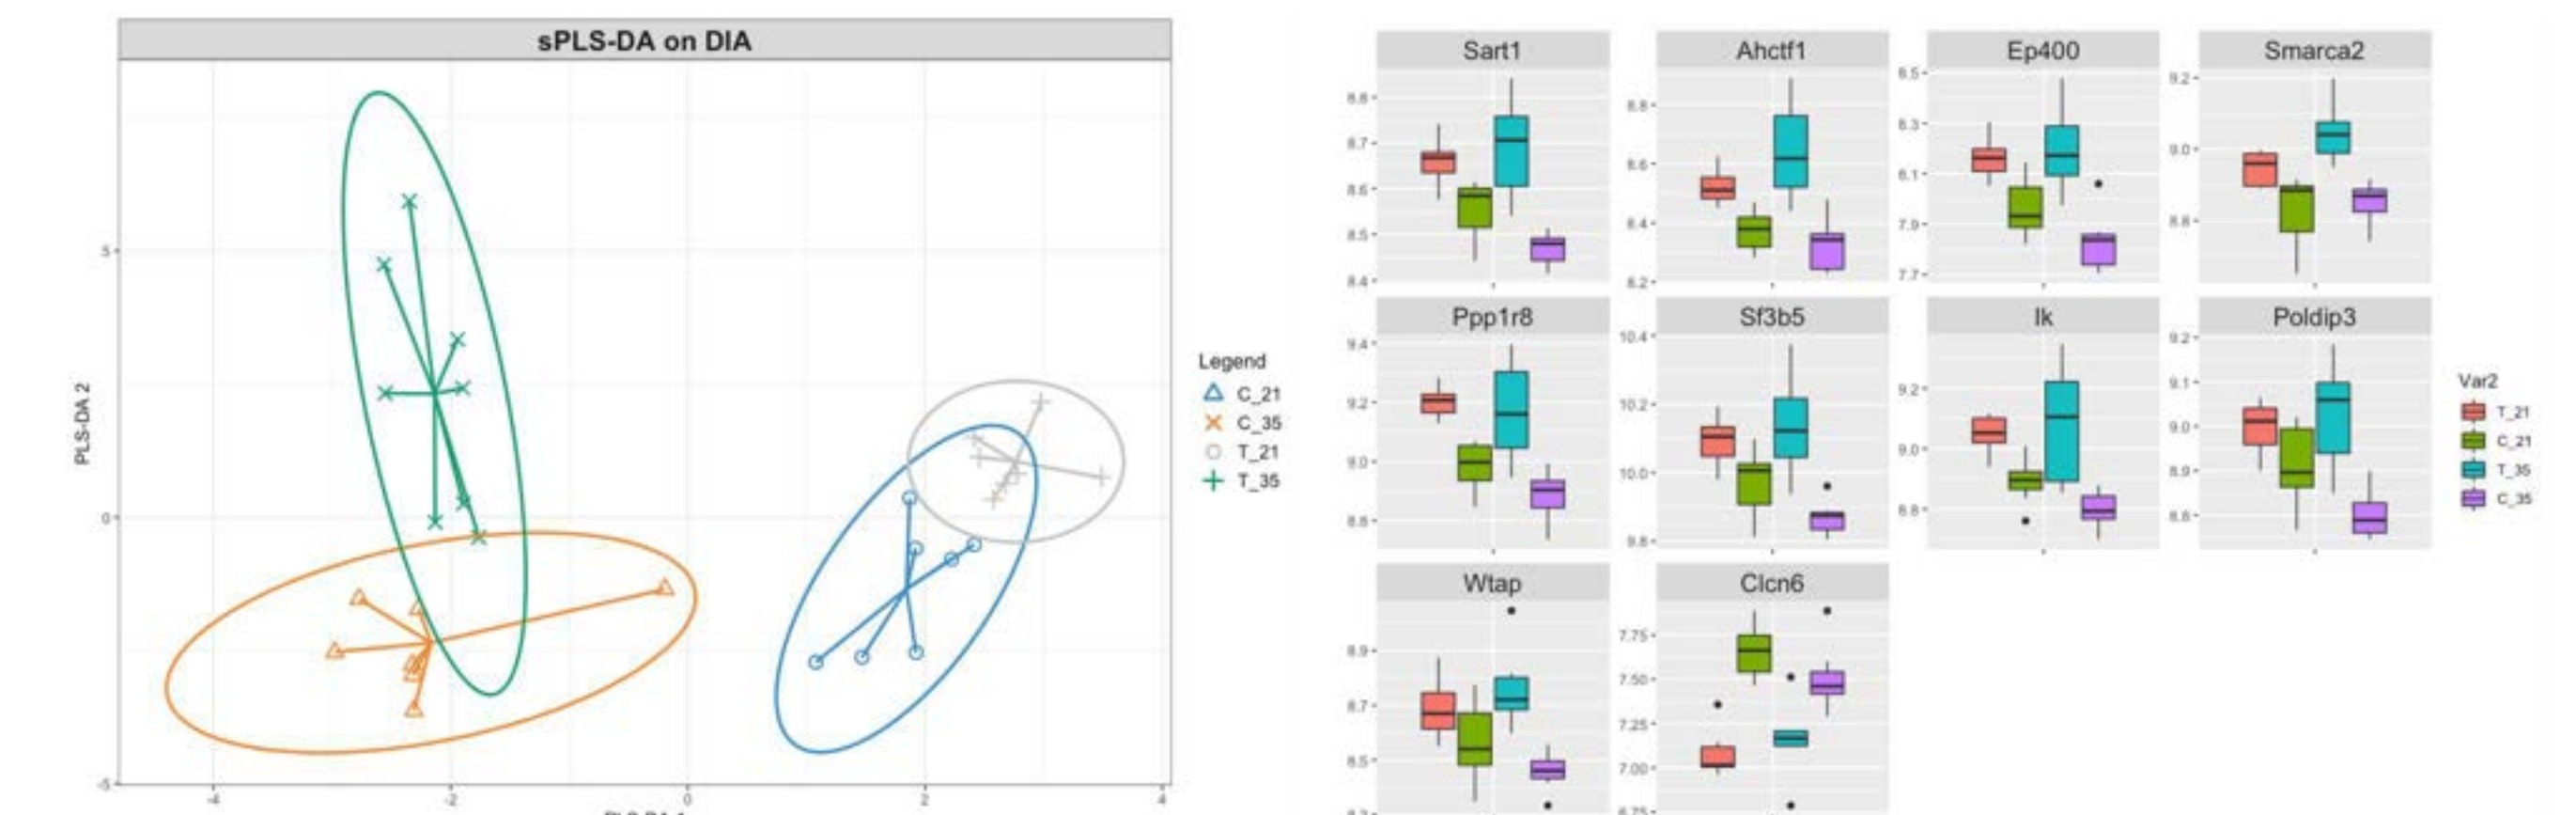 sPLS-DA on DIA
PLS-DA 2
5
0
-5
-4
-2
0
2
4
Legend
C_21
C_35
T_21
T_35
Sart1
8.8
8.7
8.6
8.5
8.4
Ahctf1
8.8
8.6
8.4
8.2
Ep400
8.5
8.3
8.1
7.9
7.7
Smarca2
9.2
9.0
8.8
Ppp1r8
9.4
9.2
9.0
8.8
Sf3b5
10.4
10.2
10.0
9.8
Ik
9.2
9.0
8.8
Poldip3
9.2
9.1
9.0
8.9
8.8
Wtap
8.9
8.7
8.5
Clcn6
7.75
7.50
7.25
7.00
6.75
Var2
T_21
C_21
T_35
C_35